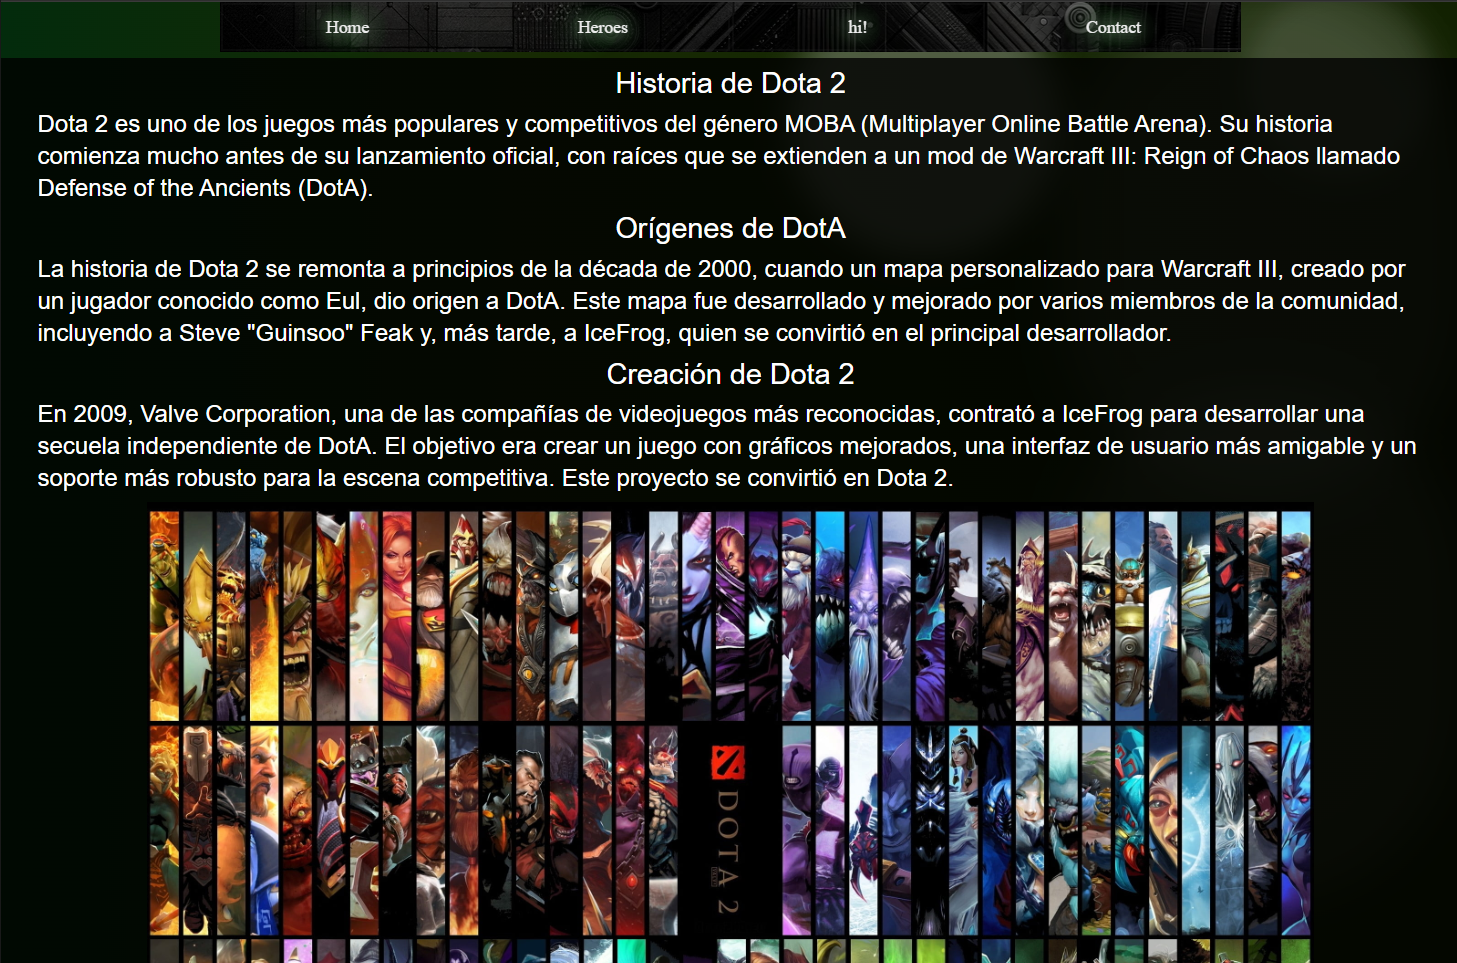 Home Heroes hi! Contact
Historia de Dota 2
Dota 2 es uno de los juegos más populares y competitivos del género MOBA (Multiplayer Online Battle Arena). Su historia
comienza mucho antes de su lanzamiento oficial, con raíces que se extienden a un mod de Warcraft III: Reign of Chaos llamado
Defense of the Ancients (DotA).
Orígenes de DotA
La historia de Dota 2 se remonta a principios de la década de 2000, cuando un mapa personalizado para Warcraft III, creado por
un jugador conocido como Eul, dio origen a DotA. Este mapa fue desarrollado y mejorado por varios miembros de la comunidad,
incluyendo a Steve "Guinsoo" Feak y, más tarde, a IceFrog, quien se convirtió en el principal desarrollador.
Creación de Dota 2
En 2009, Valve Corporation, una de las compañías de videojuegos más reconocidas, contrató a IceFrog para desarrollar una
secuela independiente de DotA. El objetivo era crear un juego con gráficos mejorados, una interfaz de usuario más amigable y un
soporte más robusto para la escena competitiva. Este proyecto se convirtió en Dota 2.
DOTA 2